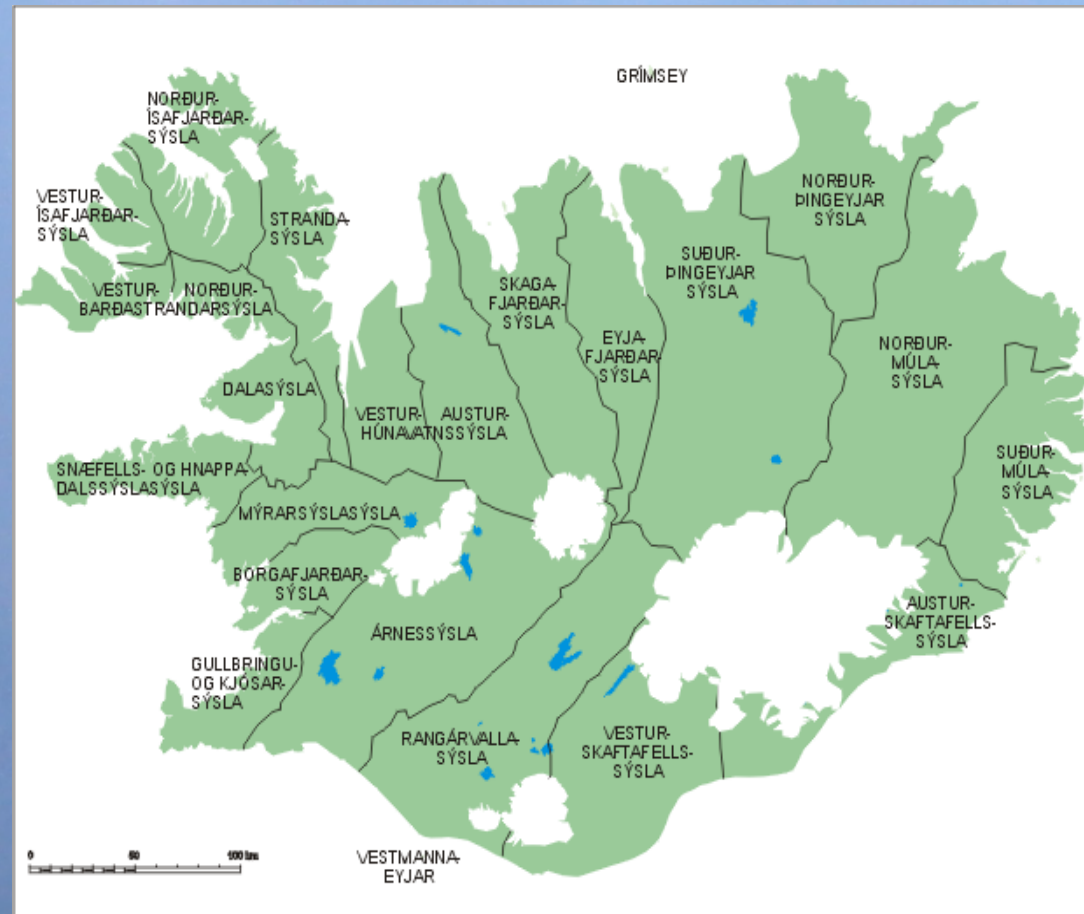 GRÍMSEY
NORÐUR-
ÍSAFJARÐAR-
SÝSLA
VESTUR-
ÍSAFJARÐAR-
SÝSLA
STRANDA-
SÝSLA
NORÐUR-
ÞINGEYJAR
SÝSLA
SUÐUR-
ÞINGEYJAR
SÝSLA
SKAGA-
FJARÐAR-
SÝSLA
VESTUR- NORÐUR-
BARÐASTRANDARSÝSLA
EYJA-
FJARÐAR-
SÝSLA
NORÐUR-
MÚLA-
SÝSLA
DALASÝSLA
VESTUR- AUSTUR-
HÚNAVATNSSÝSLA
SNÆFELLS- OG HNAPPA-
DALSSÝSLASÝSLA
SUÐUR-
MÚLA-
SÝSLA
MÝRARSÝSLASÝSLA
BORGAFJARÐAR-
SÝSLA
AUSTUR-
SKAFTAFELLS-
SÝSLA
ÁRNESSÝSLA
GULLBRINGU-
OG KJÓSAR-
SÝSLA
RANGÁRVALLA-
SÝSLA
VESTUR-
SKAFTAFELLS-
SÝSLA
0 50 100 km
VESTMANNA-
EYJAR